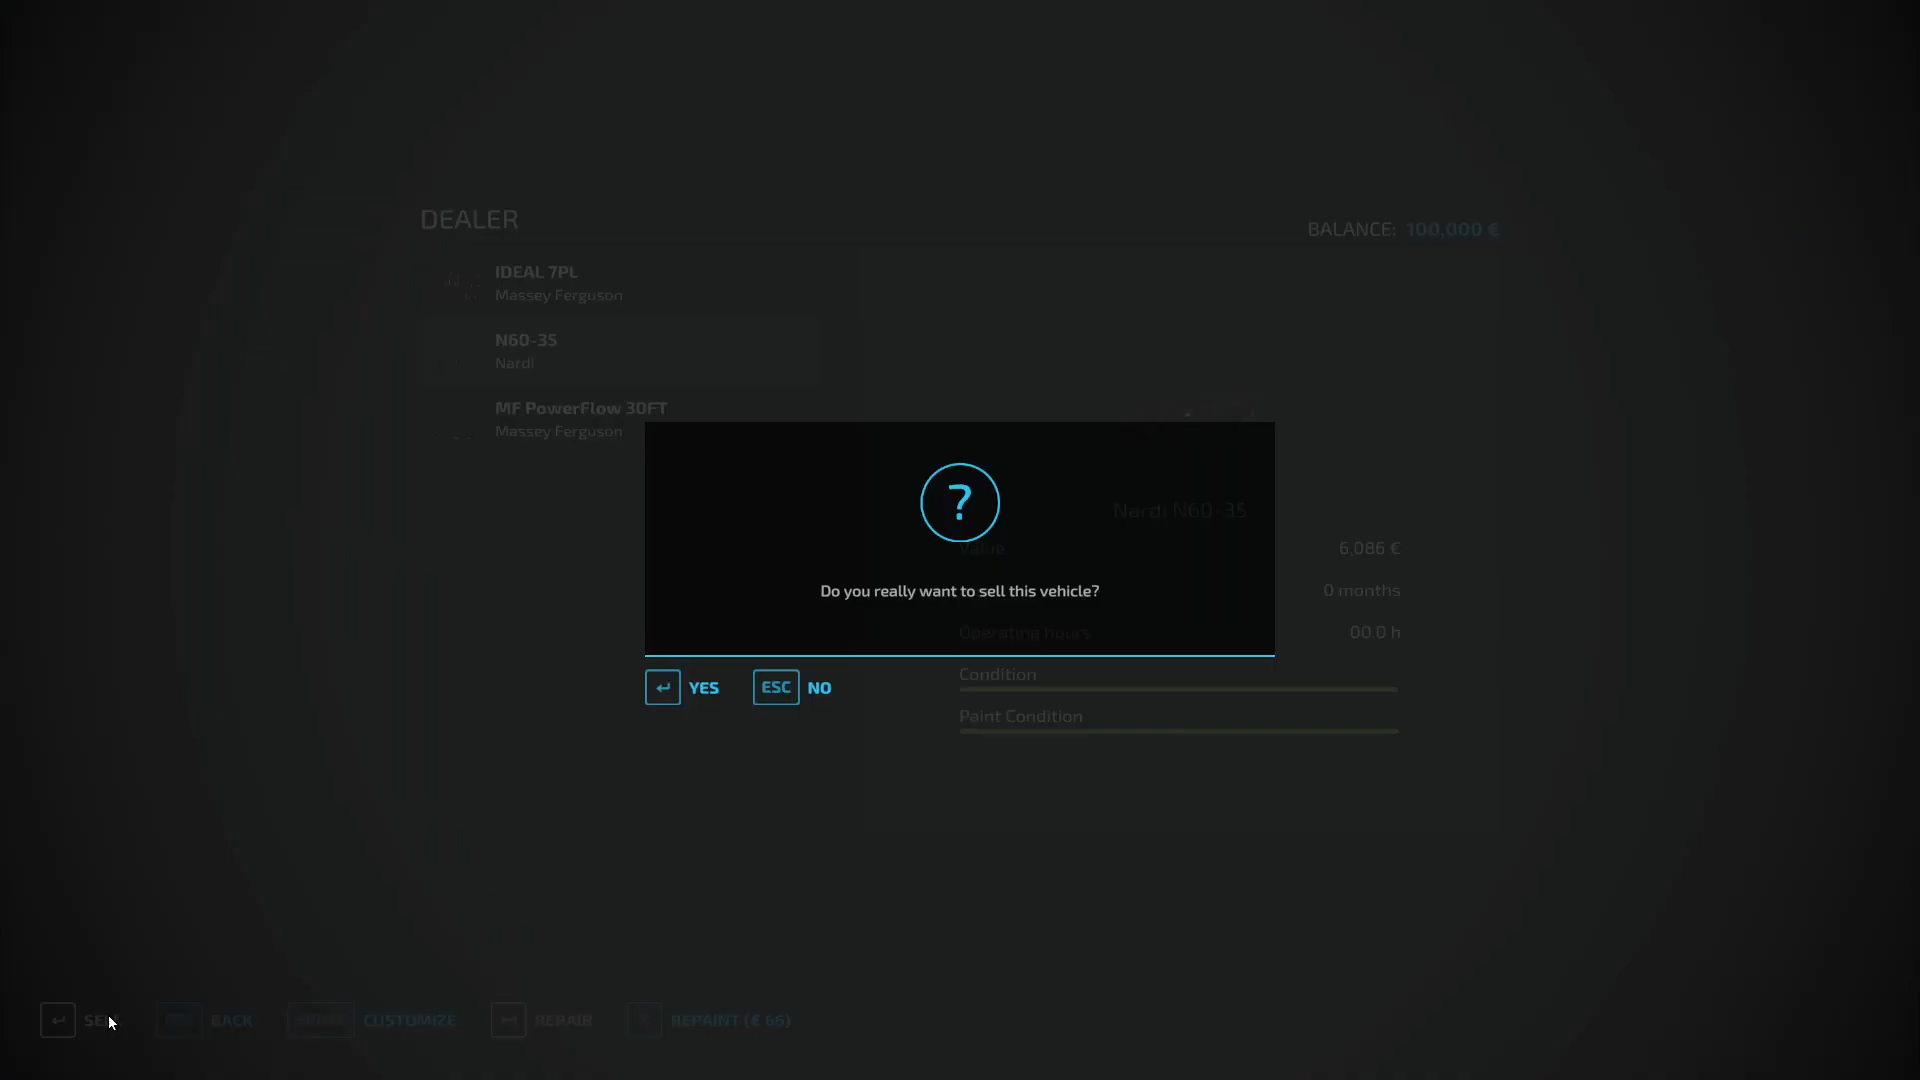 DEALER
BALANCE: 100,000 €
IDEAL 7PL
Massey Ferguson
N60-35
Nardi
MF PowerFlow 30FT
Massey Ferguson
?
Nardi N60-35
Value 6,086 €
Do you really want to sell this vehicle?
0 months
Operating hours 00.0 h
Condition
YES ESC NO
Paint Condition
SELL BACK CUSTOMIZE REPAIR REPAINT (€ 66)